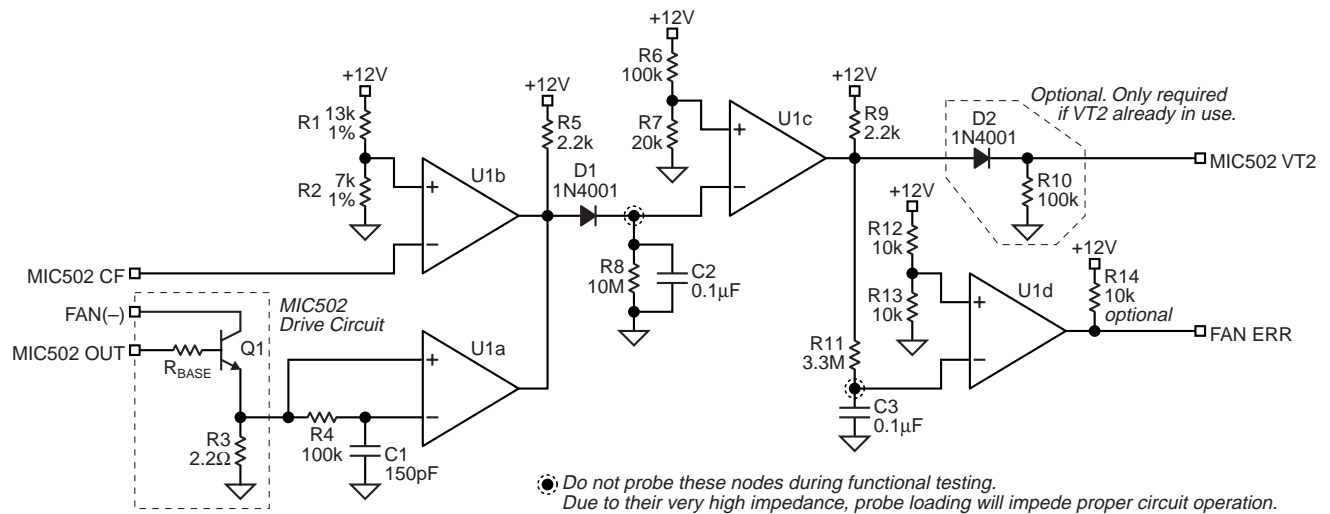 +12V
R6
100k
R7
20k
U1c
+12V
R9
2.2k
Optional. Only required
if VT2 already in use.
D2
1N4001
MIC502 VT2
R10
100k
+12V
R1
13k
1%
R2
7k
1%
U1b
+12V
R5
2.2k
D1
1N4001
+
−
+
−
MIC502 CF
R8
10M
C2
0.1µF
+12V
R12
10k
R13
10k
U1d
+12V
R14
10k
optional
FAN ERR
+
−
FAN(–)
MIC502
Drive Circuit
MIC502 OUT
RBASE
Q1
U1a
+
−
R11
3.3M
C3
0.1µF
R3
2.2Ω
R4
100k
C1
150pF
Do not probe these nodes during functional testing.
Due to their very high impedance, probe loading will impede proper circuit operation.